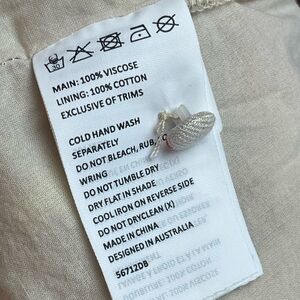 30
MAIN: 100% VISCOSE
LINING: 100% COTTON
EXCLUSIVE OF TRIMS
COLD HAND WASH
SEPARATELY
DO NOT BLEACH, RUB,
WRING
DO NOT TUMBLE DRY
DRY FLAT IN SHADE
COOL IRON ON REVERSE SIDE
DO NOT DRYCLEAN (X)
MADE IN CHINA
DESIGNED IN AUSTRALIA
S6712DB